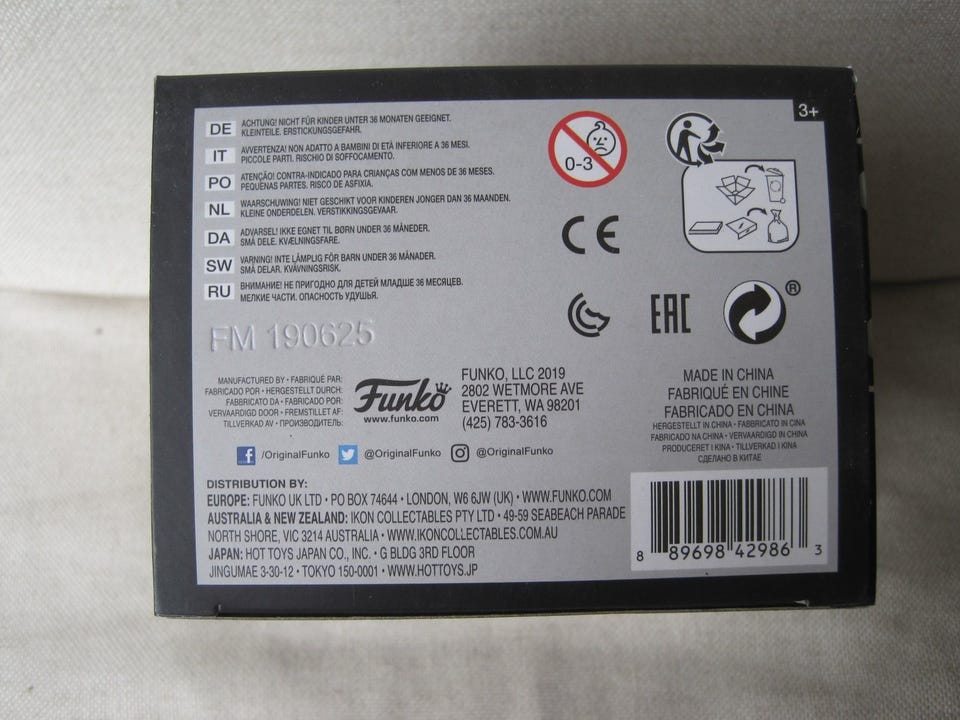 3+
DE ACHTUNG! NICHT FÜR KINDER UNTER 36 MONATEN GEEIGNET.
KLEINTEILE. ERSTICKUNGSGEFAHR.
IT AVVERTENZA! NON ADATTO A BAMBINI DI ETÀ INFERIORE A 36 MESI.
PICCOLE PARTI. RISCHIO DI SOFFOCAMENTO.
PO ATENÇÃO! CONTRA-INDICADO PARA CRIANÇAS COM MENOS DE 36 MESES.
PEQUENAS PARTES. RISCO DE ASFIXIA.
NL WAARSCHUWING! NIET GESCHIKT VOOR KINDEREN JONGER DAN 36 MAANDEN.
KLEINE ONDERDELEN. VERSTIKKINGSGEVAAR.
DA ADVARSEL! IKKE EGNET TIL BØRN UNDER 36 MÅNEDER.
SMÅ DELE. KVÆLNINGSFARE.
SW VARNING! INTE LÄMPLIG FÖR BARN UNDER 36 MÅNADER.
SMÅ DELAR. KVÄVNINGSRISK.
RU ВНИМАНИЕ! НЕ ПРИГОДНО ДЛЯ ДЕТЕЙ МЛАДШЕ 36 МЕСЯЦЕВ.
МЕЛКИЕ ЧАСТИ. ОПАСНОСТЬ УДУШЬЯ.
0-3
CE
EAC
®
FM 190625
MANUFACTURED BY • FABRIQUÉ PAR:
FABRICADO POR • HERGESTELLT DURCH:
FABBRICATO DA • FABRICADO POR:
VERVAARDIGD DOOR • FREMSTILLET AF:
TILLVERKAD AV • ПРОИЗВОДИТЕЛЬ:
Funko
www.funko.com
FUNKO, LLC 2019
2802 WETMORE AVE
EVERETT, WA 98201
(425) 783-3616
MADE IN CHINA
FABRIQUÉ EN CHINE
FABRICADO EN CHINA
HERGESTELLT IN CHINA • FABBRICATO IN CINA
FABRICADO NA CHINA • VERVAARDIGD IN CHINA
PRODUCERET I KINA • TILLVERKAD I KINA
СДЕЛАНО В КИТАЕ
/OriginalFunko @OriginalFunko @OriginalFunko
DISTRIBUTION BY:
EUROPE: FUNKO UK LTD • PO BOX 74644 • LONDON, W6 6JW (UK) • WWW.FUNKO.COM
AUSTRALIA & NEW ZEALAND: IKON COLLECTABLES PTY LTD • 49-59 SEABEACH PARADE
NORTH SHORE, VIC 3214 AUSTRALIA • WWW.IKONCOLLECTABLES.COM.AU
JAPAN: HOT TOYS JAPAN CO., INC. • G BLDG 3RD FLOOR
JINGUMAE 3-30-12 • TOKYO 150-0001 • WWW.HOTTOYS.JP
8 89698 42986 3